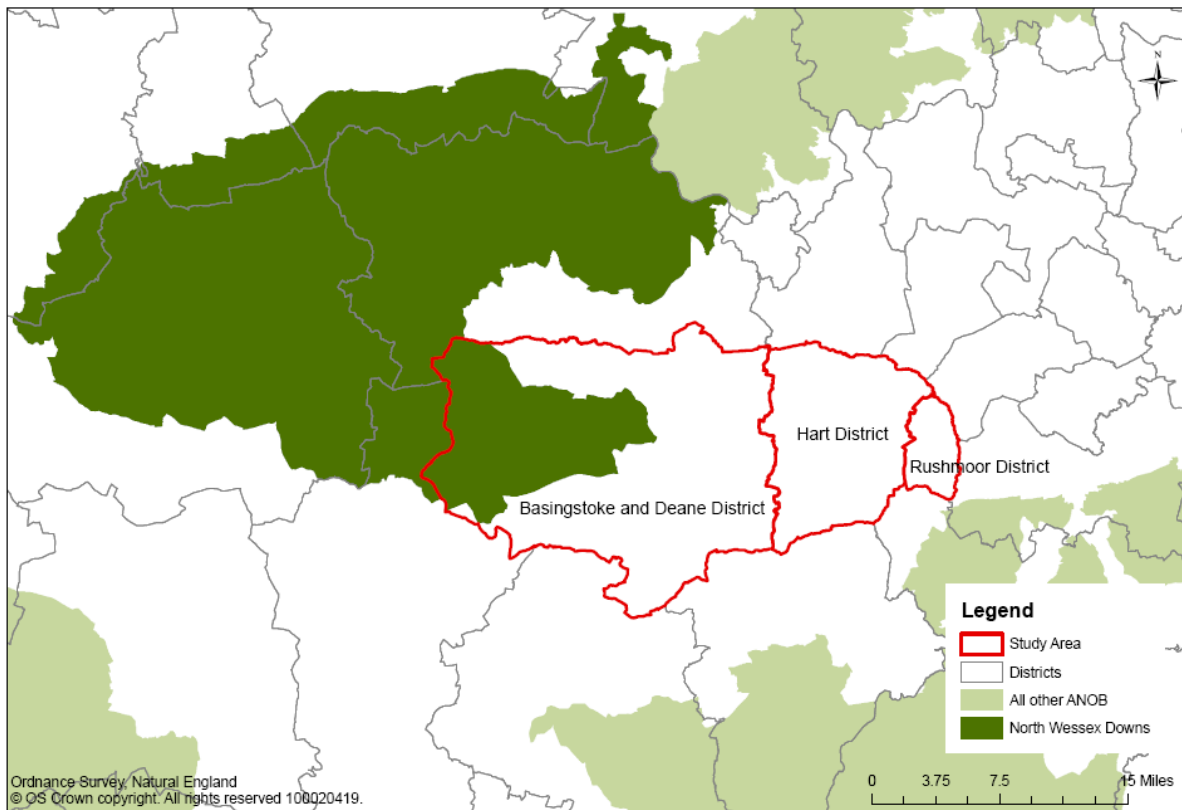 N
Hart District
Rushmoor District
Basingstoke and Deane District
Legend
Study Area
Districts
All other ANOB
North Wessex Downs
Ordnance Survey, Natural England
© OS Crown copyright. All rights reserved 100020419.
0 3.75 7.5 15 Miles